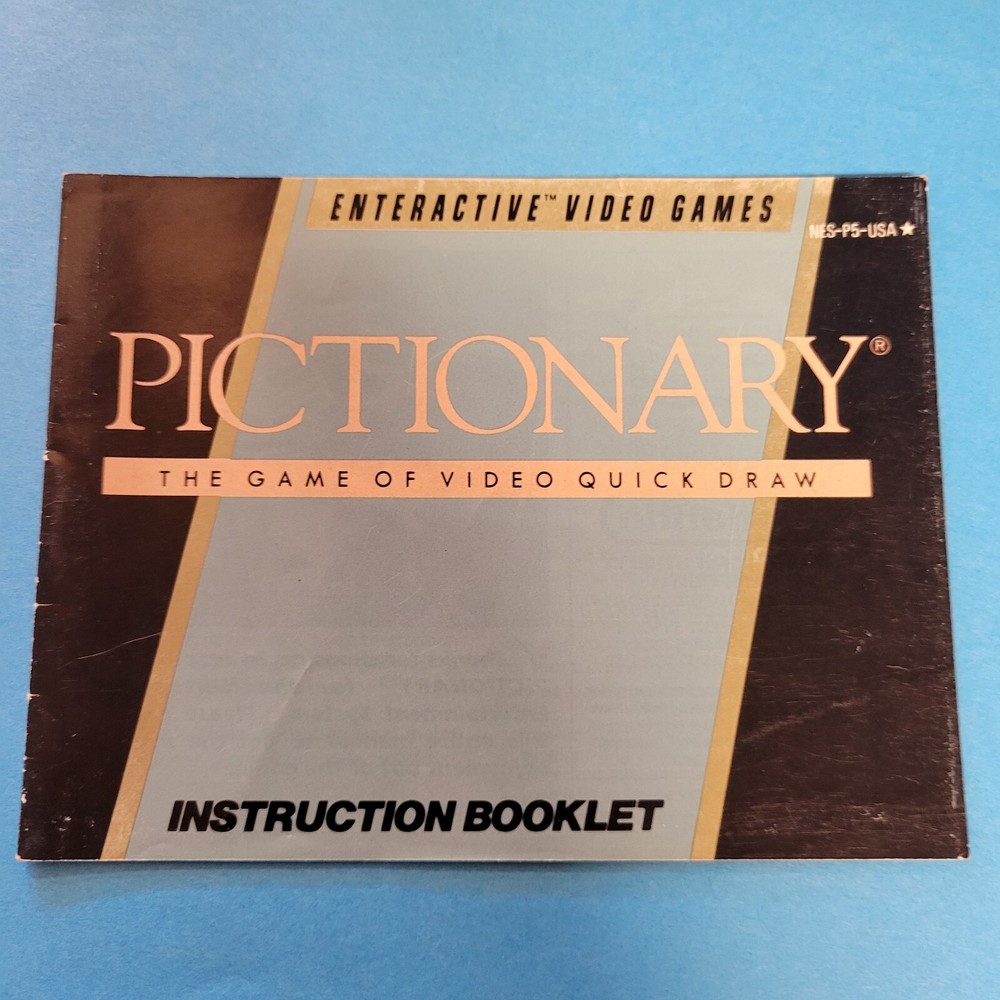 ENTERACTIVE™ VIDEO GAMES
NES-P5-USA★
PICTIONARY®
THE GAME OF VIDEO QUICK DRAW
INSTRUCTION BOOKLET